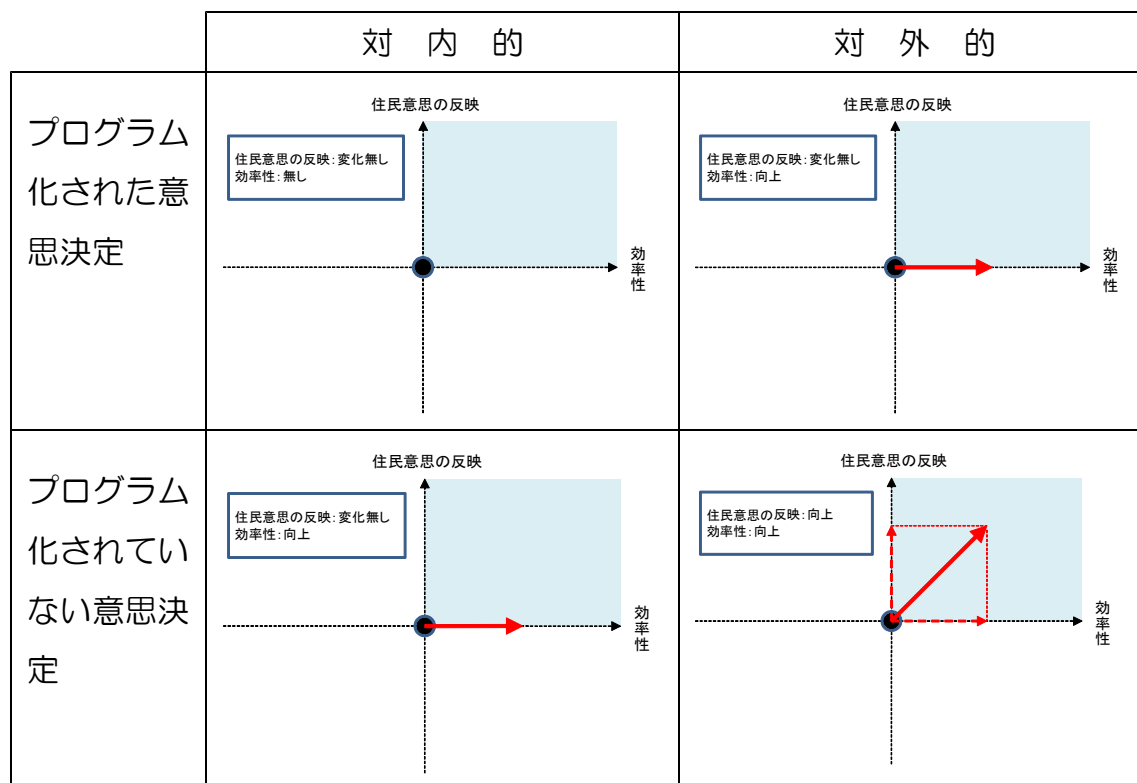 対 内 的
対 外 的
プログラム
化された意
思決定
住民意思の反映
住民意思の反映:変化無し
効率性:無し
効率性
住民意思の反映
住民意思の反映:変化無し
効率性:向上
効率性
プログラム
化されてい
ない意思決
定
住民意思の反映
住民意思の反映:変化無し
効率性:向上
効率性
住民意思の反映
住民意思の反映:向上
効率性:向上
効率性